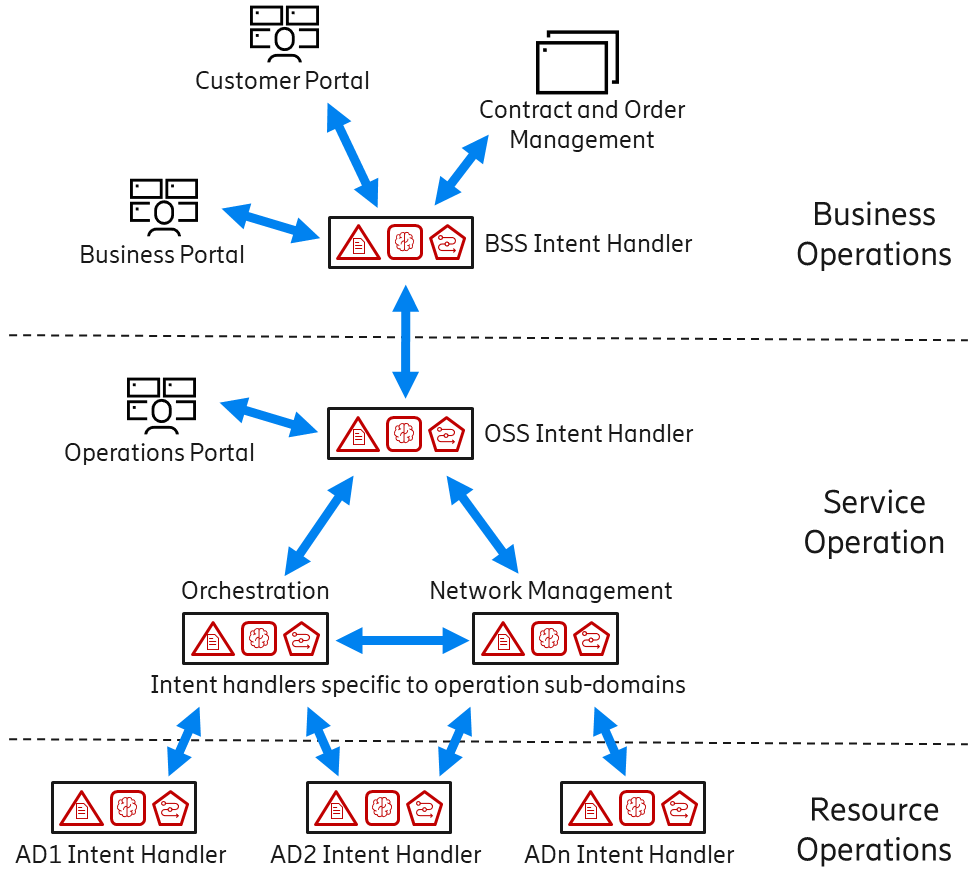 Customer Portal
Contract and Order
Management
Business Portal
BSS Intent Handler
Business
Operations
Operations Portal
OSS Intent Handler
Service
Operation
Orchestration
Network Management
Intent handlers specific to operation sub-domains
AD1 Intent Handler
AD2 Intent Handler
ADn Intent Handler
Resource
Operations